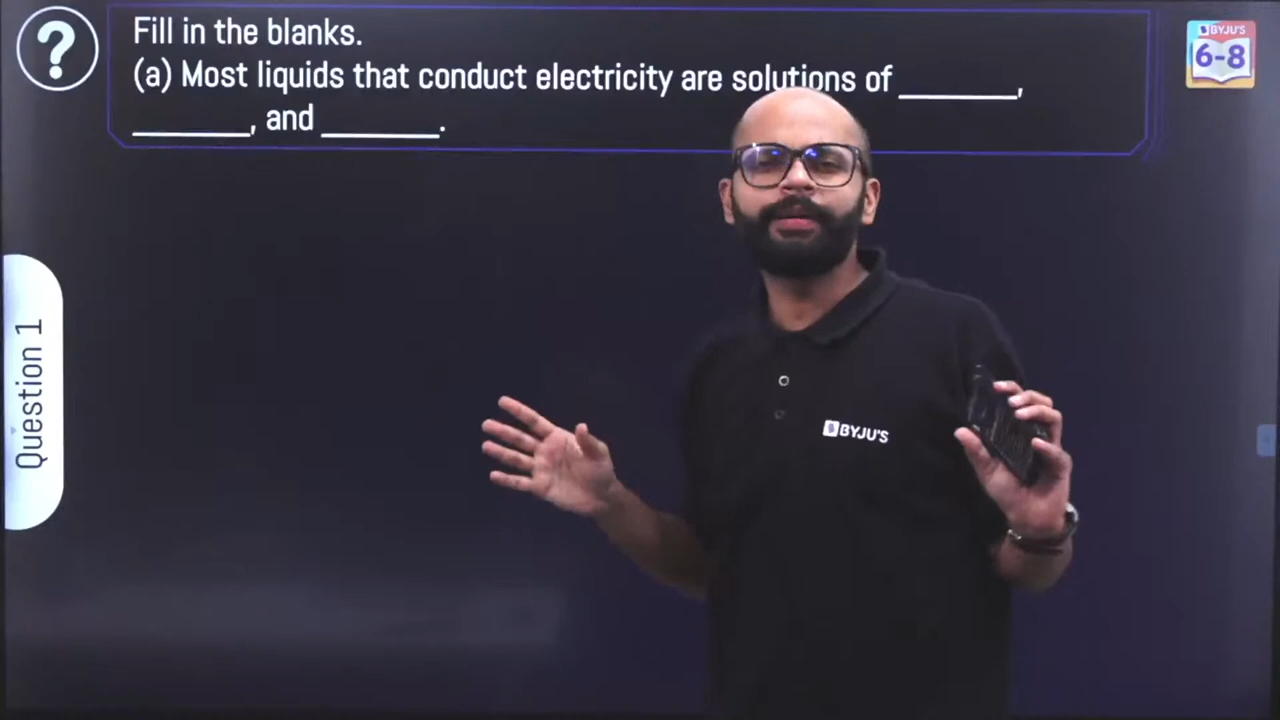 Fill in the blanks.
(a) Most liquids that conduct electricity are solutions of ________,
________, and ________.
BYJU'S
6-8
Question 1
BYJU'S